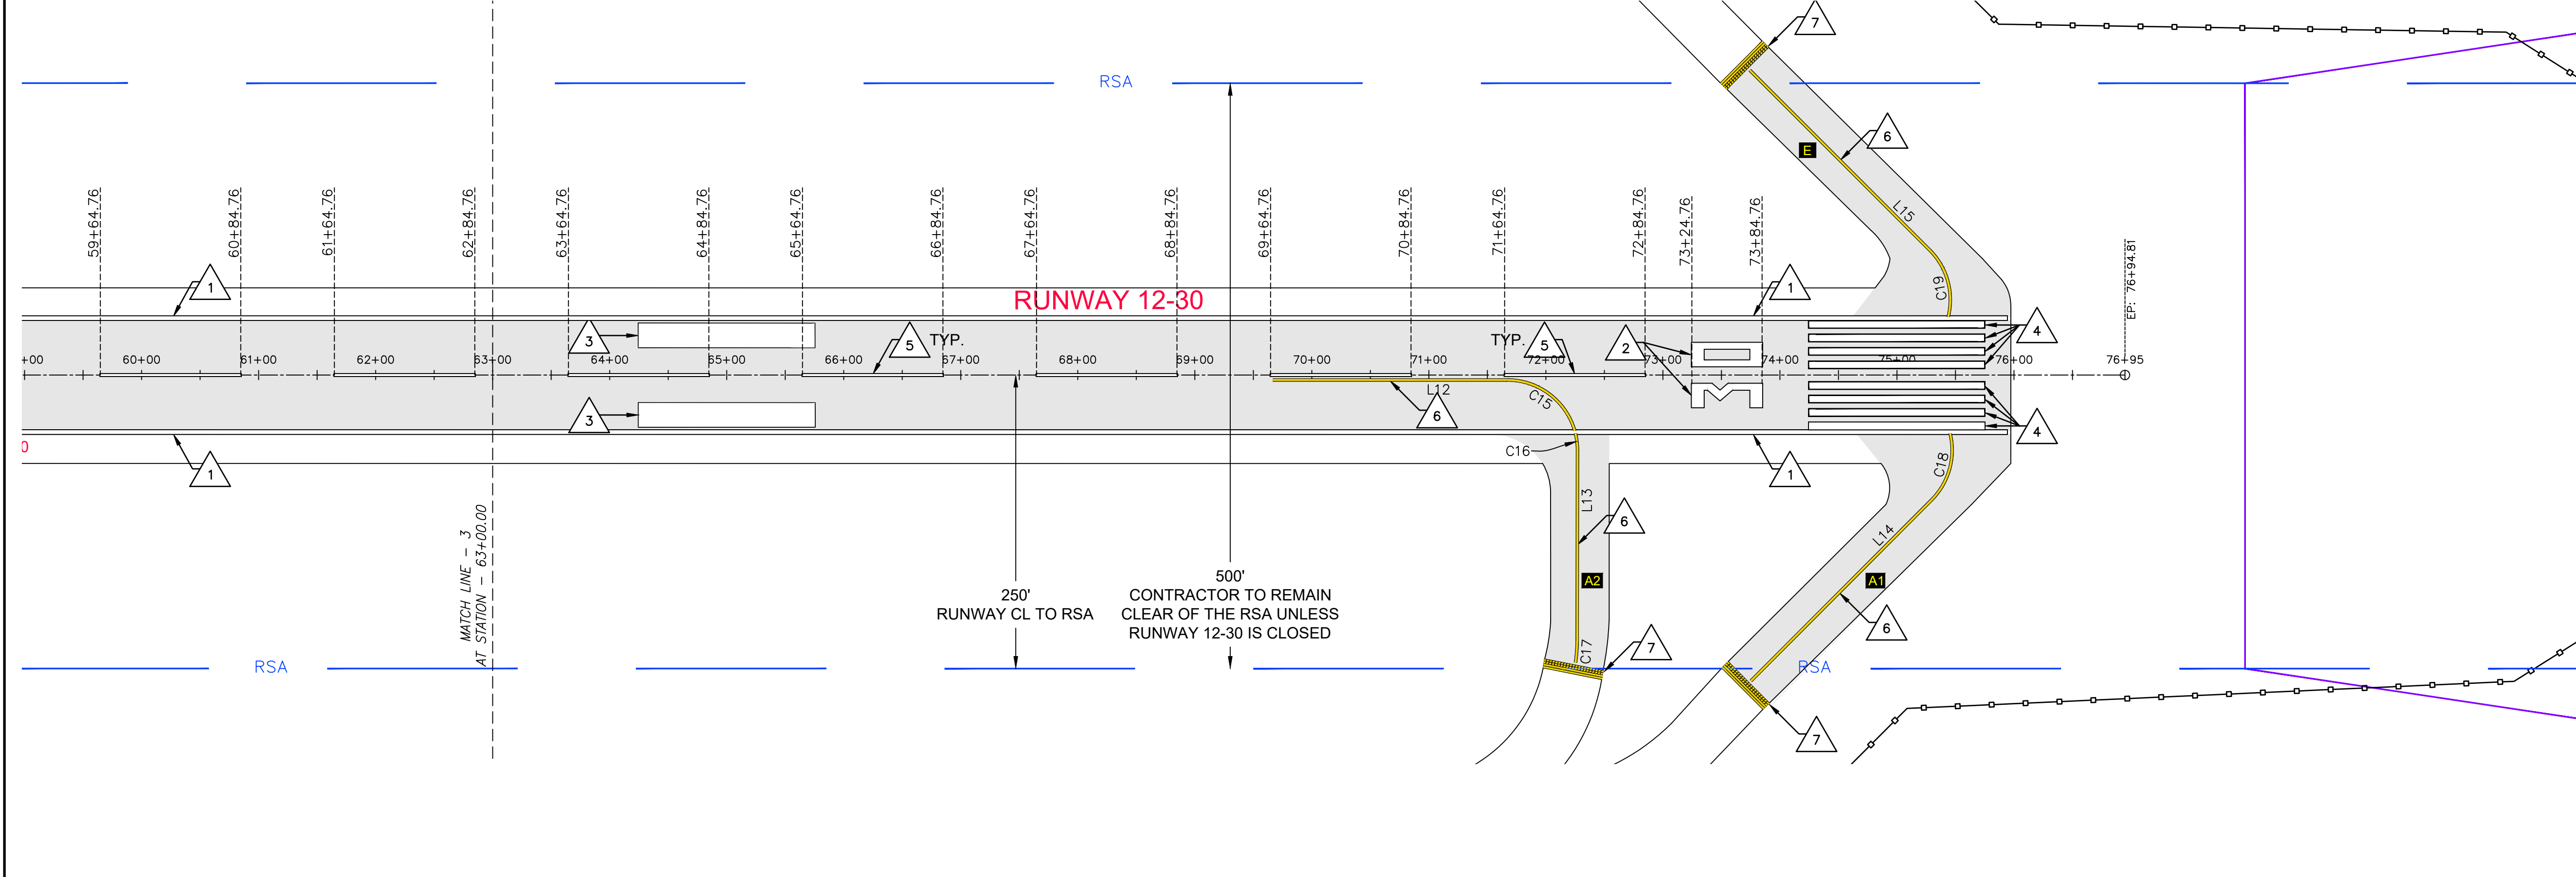 7
RSA
6
E
59+64.76
60+84.76
61+64.76
62+84.76
63+64.76
64+84.76
65+64.76
66+84.76
67+64.76
68+84.76
69+64.76
70+84.76
71+64.76
72+84.76
73+24.76
73+84.76
L15
C19
EP: 76+94.81
1
RUNWAY 12-30
1
3
5
TYP.
TYP.
5
2
4
+00
60+00
61+00
62+00
63+00
64+00
65+00
66+00
67+00
68+00
69+00
70+00
71+00
72+00
73+00
74+00
75+00
76+00
76+95
L12
C15
3
6
4
0
1
C16
C18
1
L13
6
L14
MATCH LINE - 3
AT STATION - 63+00.00
A2
A1
250'
RUNWAY CL TO RSA
500'
CONTRACTOR TO REMAIN
CLEAR OF THE RSA UNLESS
RUNWAY 12-30 IS CLOSED
6
C17
7
RSA
RSA
7